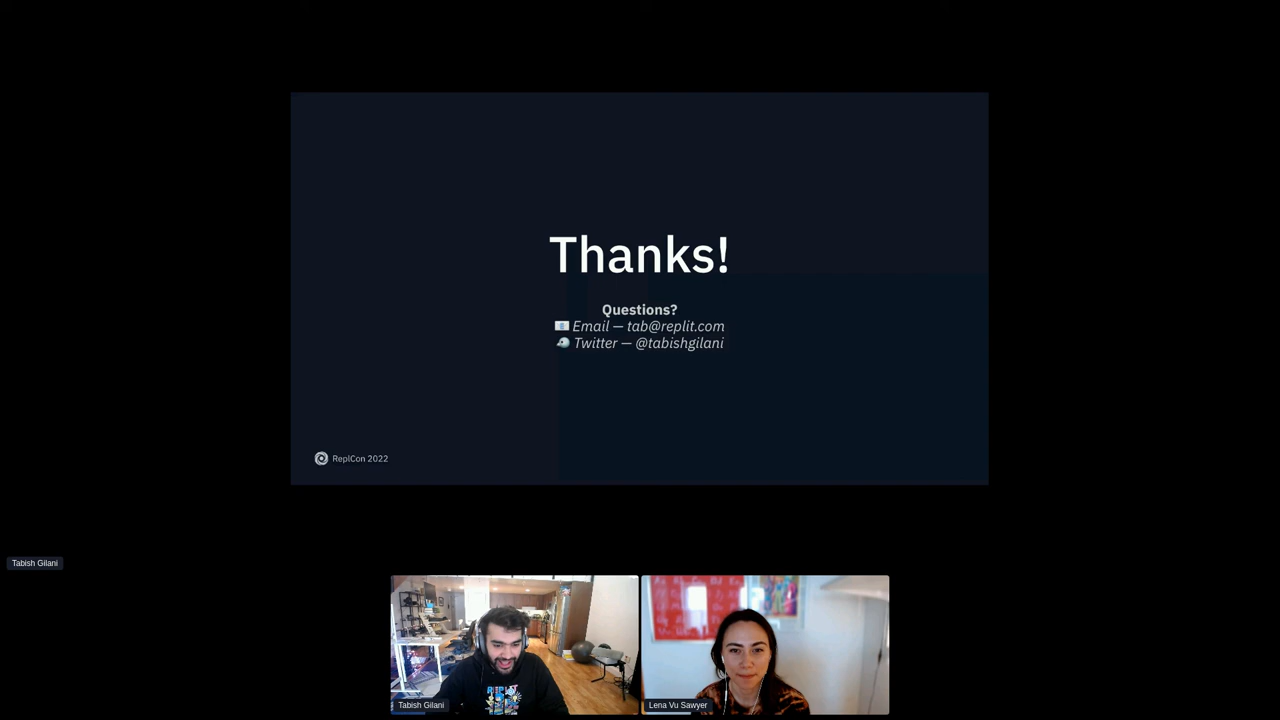 Thanks!
Questions?
📧 Email — tab@replit.com
🐦 Twitter — @tabishgilani
ReplCon 2022
Tabish Gilani
Tabish Gilani
Lena Vu Sawyer